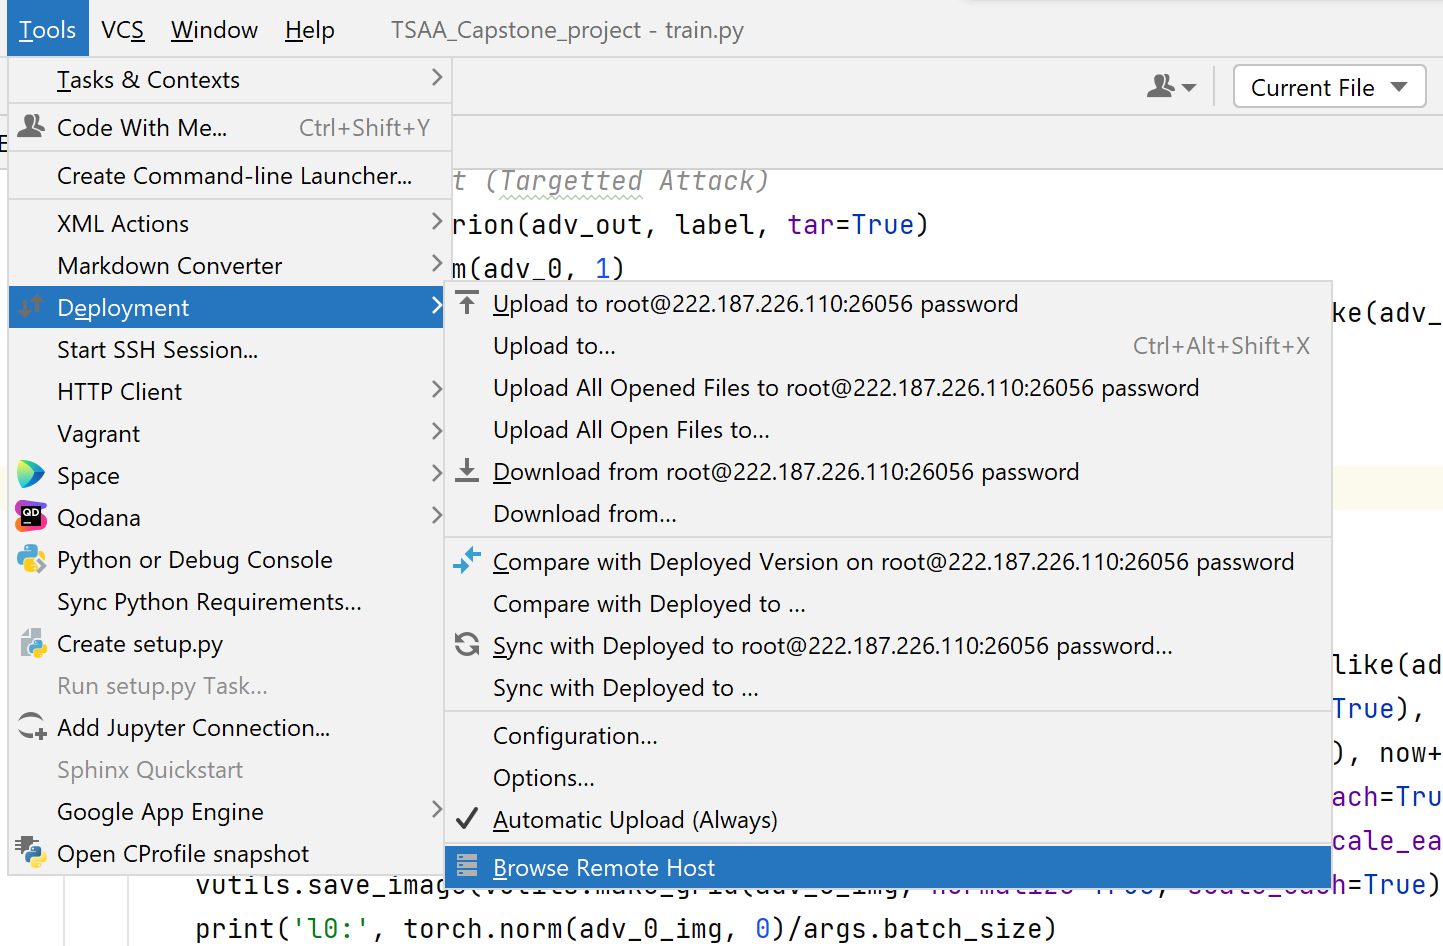 Tools VCS Window Help TSAA_Capstone_project - train.py
Tasks & Contexts
Current File
Code With Me... Ctrl+Shift+Y
Create Command-line Launcher...
t (Targetted Attack)
XML Actions
rion(adv_out, label, tar=True)
Markdown Converter
m(adv_0, 1)
Deployment
Upload to root@222.187.226.110:26056 password
ke(adv_
Start SSH Session...
Upload to... Ctrl+Alt+Shift+X
HTTP Client
Upload All Opened Files to root@222.187.226.110:26056 password
Vagrant
Upload All Open Files to...
Space
Download from root@222.187.226.110:26056 password
QD Qodana
Download from...
Python or Debug Console
Compare with Deployed Version on root@222.187.226.110:26056 password
Sync Python Requirements...
Compare with Deployed to ...
Create setup.py
Sync with Deployed to root@222.187.226.110:26056 password...
like(ad
Run setup.py Task...
Sync with Deployed to ...
True),
Add Jupyter Connection...
Configuration...
), now+
Sphinx Quickstart
Options...
ach=Tru
Google App Engine
Automatic Upload (Always)
cale_ea
Open CProfile snapshot
Browse Remote Host
h=True)
print('l0:', torch.norm(adv_0_img, 0)/args.batch_size)